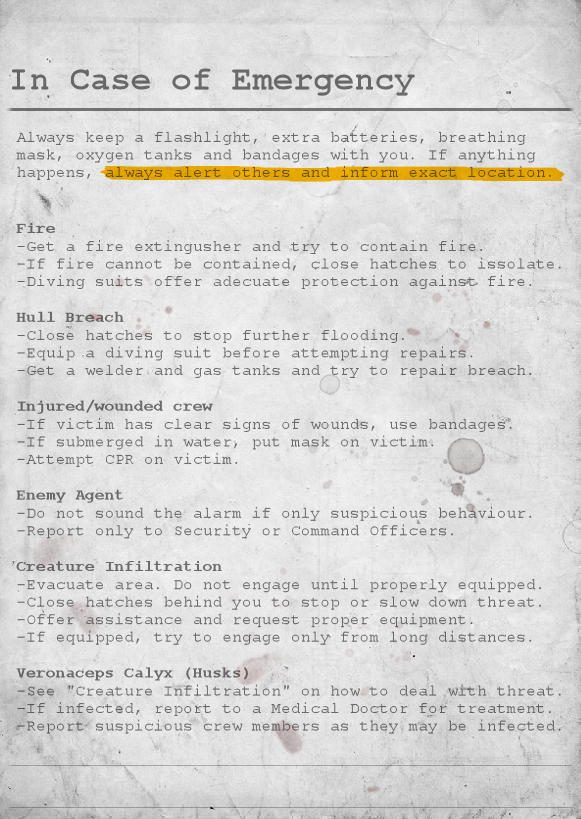 In Case of Emergency
Always keep a flashlight, extra batteries, breathing
mask, oxygen tanks and bandages with you. If anything
happens, always alert others and inform exact location.
Fire
-Get a fire extingusher and try to contain fire.
-If fire cannot be contained, close hatches to issolate.
-Diving suits offer adequate protection against fire.
Hull Breach
-Close hatches to stop further flooding.
-Equip a diving suit before attempting repairs.
-Get a welder and gas tanks and try to repair breach.
Injured/wounded crew
-If victim has clear signs of wounds, use bandages.
-If submerged in water, put mask on victim.
-Attempt CPR on victim.
Enemy Agent
-Do not sound the alarm if only suspicious behaviour.
-Report only to Security or Command Officers.
Creature Infiltration
-Evacuate area. Do not engage until properly equipped.
-Close hatches behind you to stop or slow down threat.
-Offer assistance and request proper equipment.
-If equipped, try to engage only from long distances.
Veronaceps Calyx (Husks)
-See "Creature Infiltration" on how to deal with threat.
-If infected, report to a Medical Doctor for treatment.
-Report suspicious crew members as they may be infected.